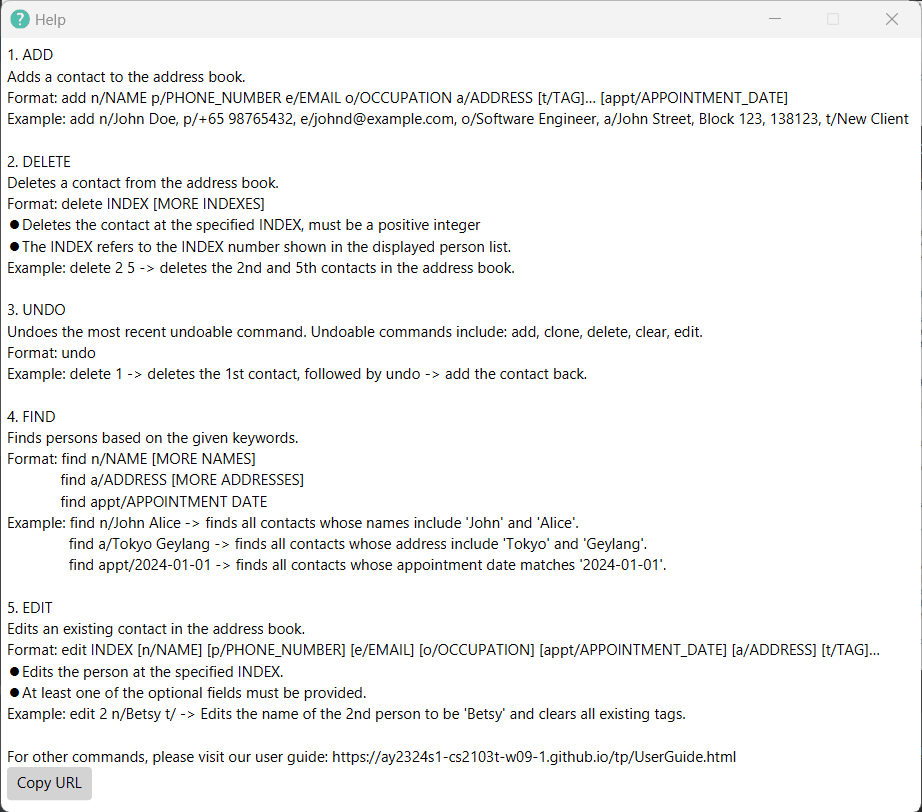 ? Help
1. ADD
Adds a contact to the address book.
Format: add n/NAME p/PHONE_NUMBER e/EMAIL o/OCCUPATION a/ADDRESS [t/TAG]... [appt/APPOINTMENT_DATE]
Example: add n/John Doe, p/+65 98765432, e/johnd@example.com, o/Software Engineer, a/John Street, Block 123, 138123, t/New Client
2. DELETE
Deletes a contact from the address book.
Format: delete INDEX [MORE INDEXES]
●Deletes the contact at the specified INDEX, must be a positive integer
●The INDEX refers to the INDEX number shown in the displayed person list.
Example: delete 2 5 -> deletes the 2nd and 5th contacts in the address book.
3. UNDO
Undoes the most recent undoable command. Undoable commands include: add, clone, delete, clear, edit.
Format: undo
Example: delete 1 -> deletes the 1st contact, followed by undo -> add the contact back.
4. FIND
Finds persons based on the given keywords.
Format: find n/NAME [MORE NAMES]
find a/ADDRESS [MORE ADDRESSES]
find appt/APPOINTMENT DATE
Example: find n/John Alice -> finds all contacts whose names include 'John' and 'Alice'.
find a/Tokyo Geylang -> finds all contacts whose address include 'Tokyo' and 'Geylang'.
find appt/2024-01-01 -> finds all contacts whose appointment date matches '2024-01-01'.
5. EDIT
Edits an existing contact in the address book.
Format: edit INDEX [n/NAME] [p/PHONE_NUMBER] [e/EMAIL] [o/OCCUPATION] [appt/APPOINTMENT_DATE] [a/ADDRESS] [t/TAG]...
●Edits the person at the specified INDEX.
●At least one of the optional fields must be provided.
Example: edit 2 n/Betsy t/ -> Edits the name of the 2nd person to be 'Betsy' and clears all existing tags.
For other commands, please visit our user guide: https://ay2324s1-cs2103t-w09-1.github.io/tp/UserGuide.html
Copy URL